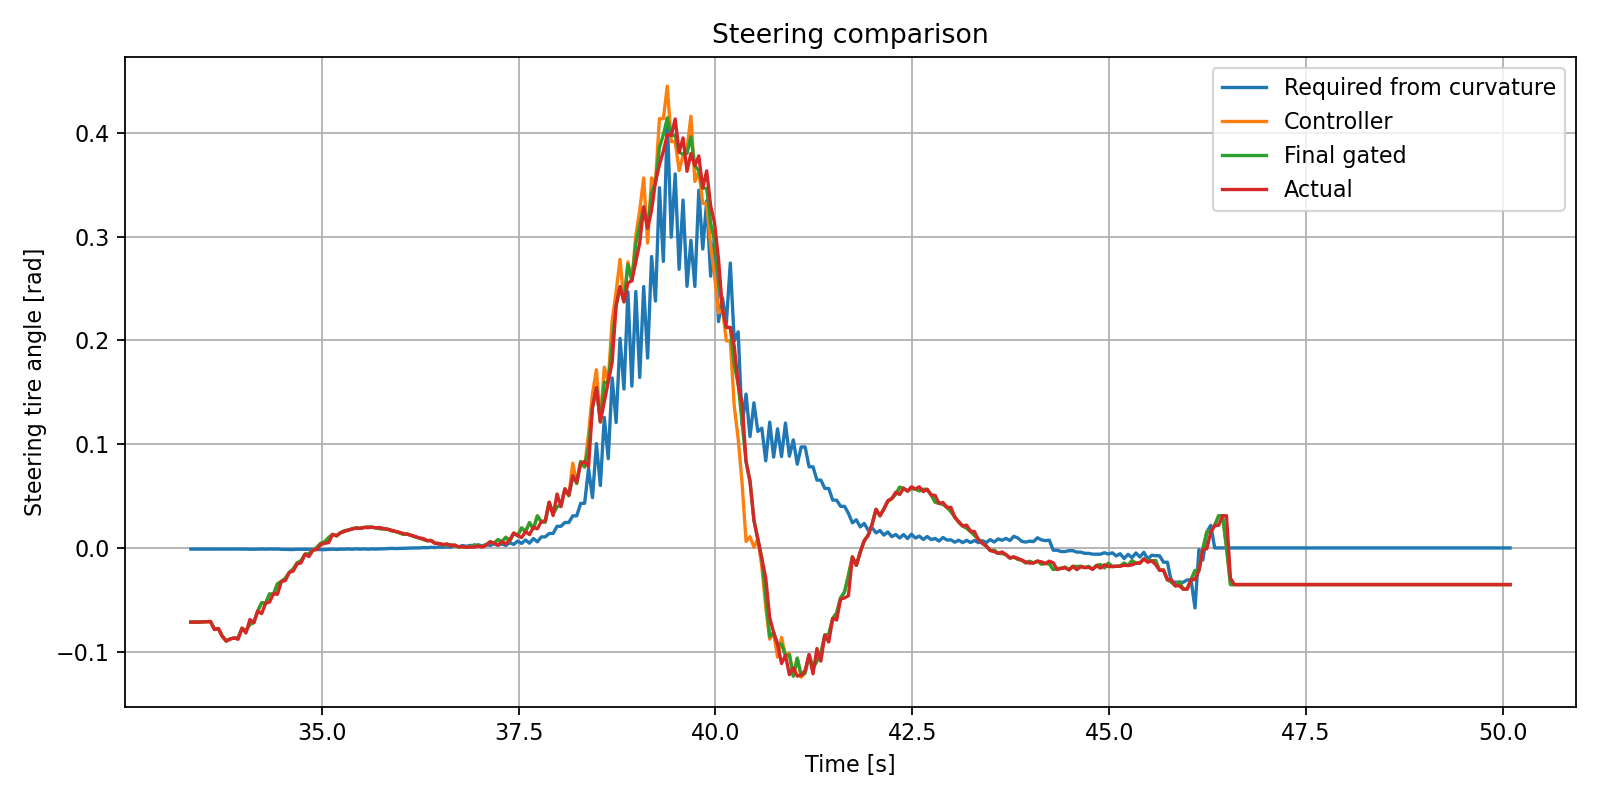 Steering comparison
Required from curvature
Controller
Final gated
Actual
Steering tire angle [rad]
0.4
0.3
0.2
0.1
0.0
−0.1
35.0 37.5 40.0 42.5 45.0 47.5 50.0
Time [s]